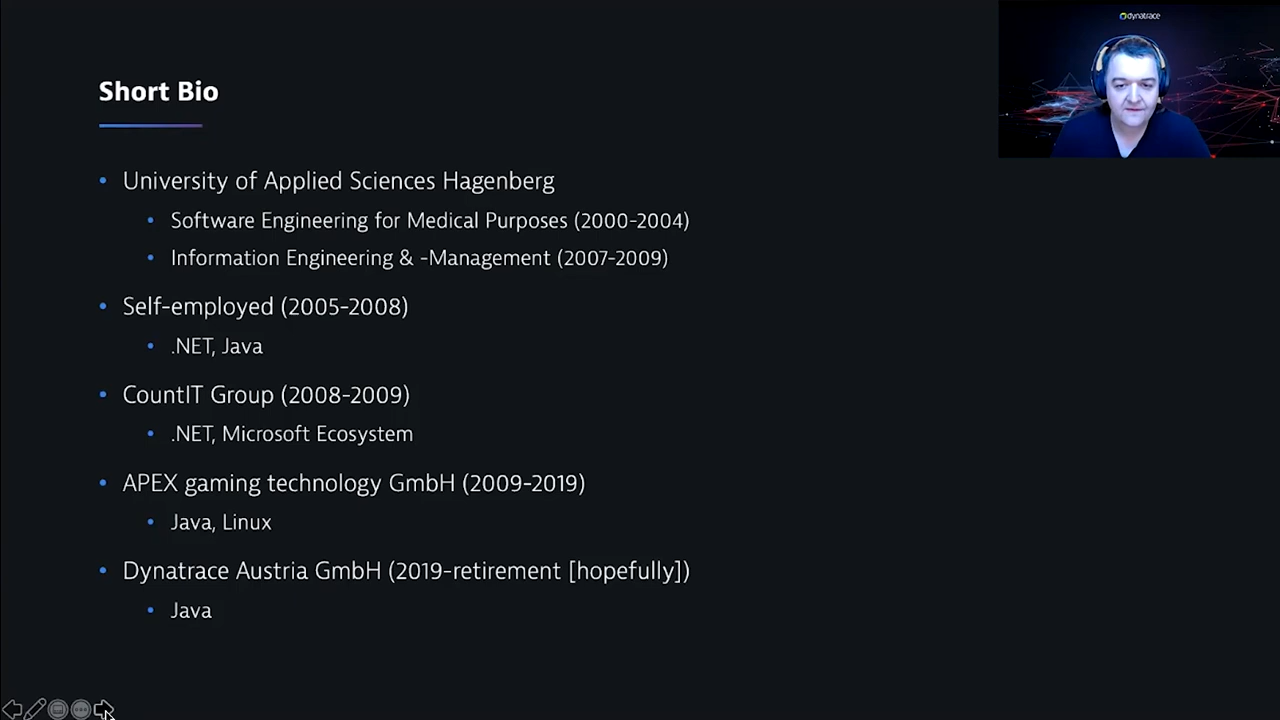 dynatrace
Short Bio
University of Applied Sciences Hagenberg
Software Engineering for Medical Purposes (2000-2004)
Information Engineering & -Management (2007-2009)
Self-employed (2005-2008)
.NET, Java
CountIT Group (2008-2009)
.NET, Microsoft Ecosystem
APEX gaming technology GmbH (2009-2019)
Java, Linux
Dynatrace Austria GmbH (2019-retirement [hopefully])
Java